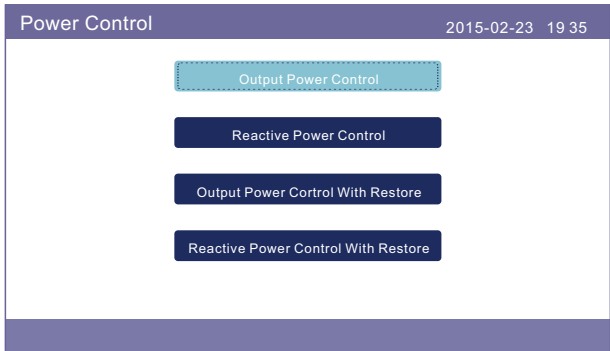 Power Control
2015-02-23 19 35
Output Power Control
Reactive Power Control
Output Power Cortrol With Restore
Reactive Power Control With Restore